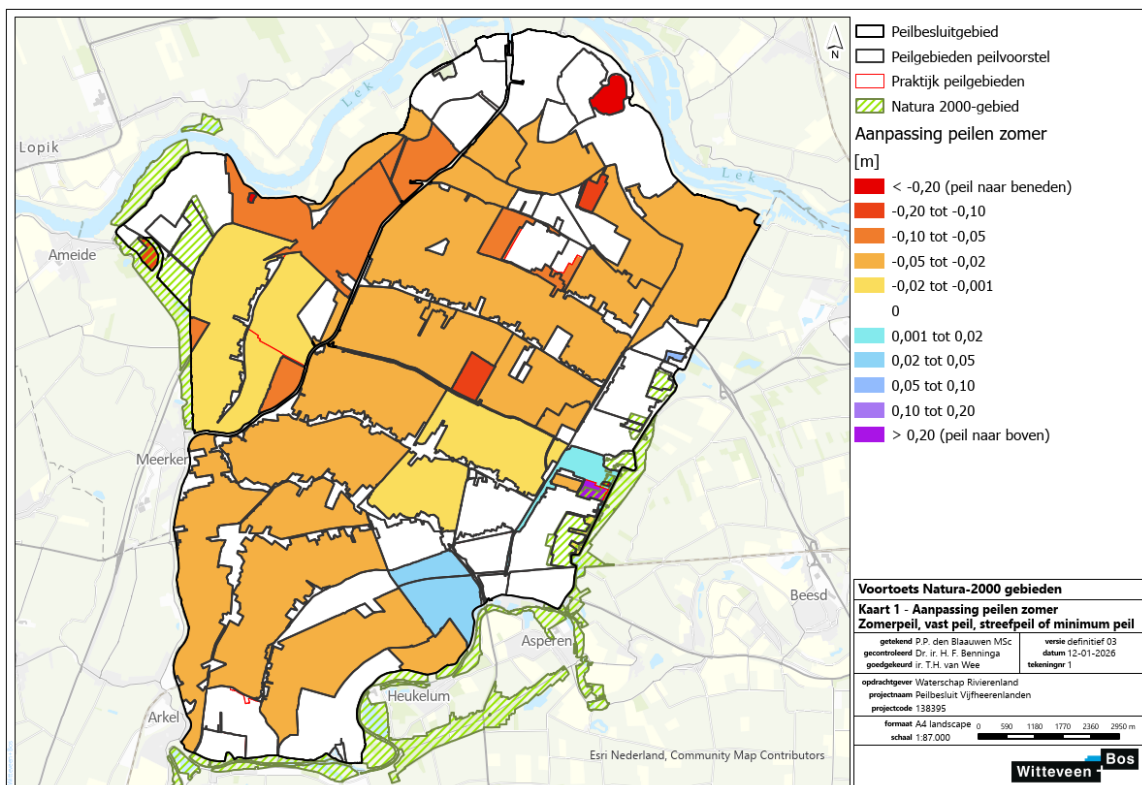 Lek
Lopik
Lek
Ameide
Meerker
Beesd
Asperen
Heukelum
Arkel
Esri Nederland, Community Map Contributors
N
Peilbesluitgebied
Peilgebieden peilvoorstel
Praktijk peilgebieden
Natura 2000-gebied
Aanpassing peilen zomer
[m]
< -0,20 (peil naar beneden)
-0,20 tot -0,10
-0,10 tot -0,05
-0,05 tot -0,02
-0,02 tot -0,001
0
0,001 tot 0,02
0,02 tot 0,05
0,05 tot 0,10
0,10 tot 0,20
> 0,20 (peil naar boven)
Voortoets Natura-2000 gebieden
Kaart 1 - Aanpassing peilen zomer
Zomerpeil, vast peil, streefpeil of minimum peil
getekend P.P. den Blaauwen MSc versie definitief 03
gecontroleerd Dr. ir. H. F. Benninga datum 12-01-2026
goedgekeurd ir. T.H. van Wee tekeningnr 1
opdrachtgever Waterschap Rivierenland
projectnaam Peilbesluit Vijfheerenlanden
projectcode 138395
formaat A4 landscape 0 590 1180 1770 2360 2950 m
schaal 1:87.000
Witteveen + Bos